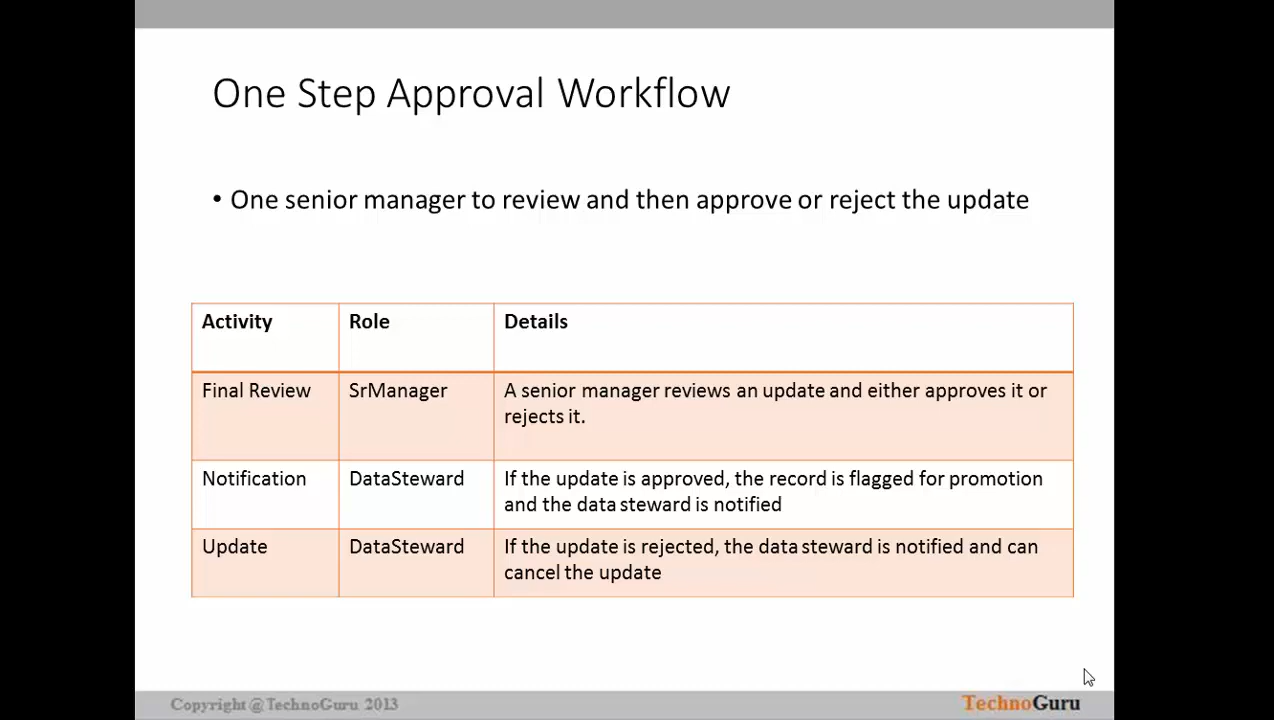 One Step Approval Workflow
• One senior manager to review and then approve or reject the update
Activity Role Details
Final Review SrManager A senior manager reviews an update and either approves it or
rejects it.
Notification DataSteward If the update is approved, the record is flagged for promotion
and the data steward is notified
Update DataSteward If the update is rejected, the data steward is notified and can
cancel the update
Copyright @ TechnoGuru 2013 TechnoGuru